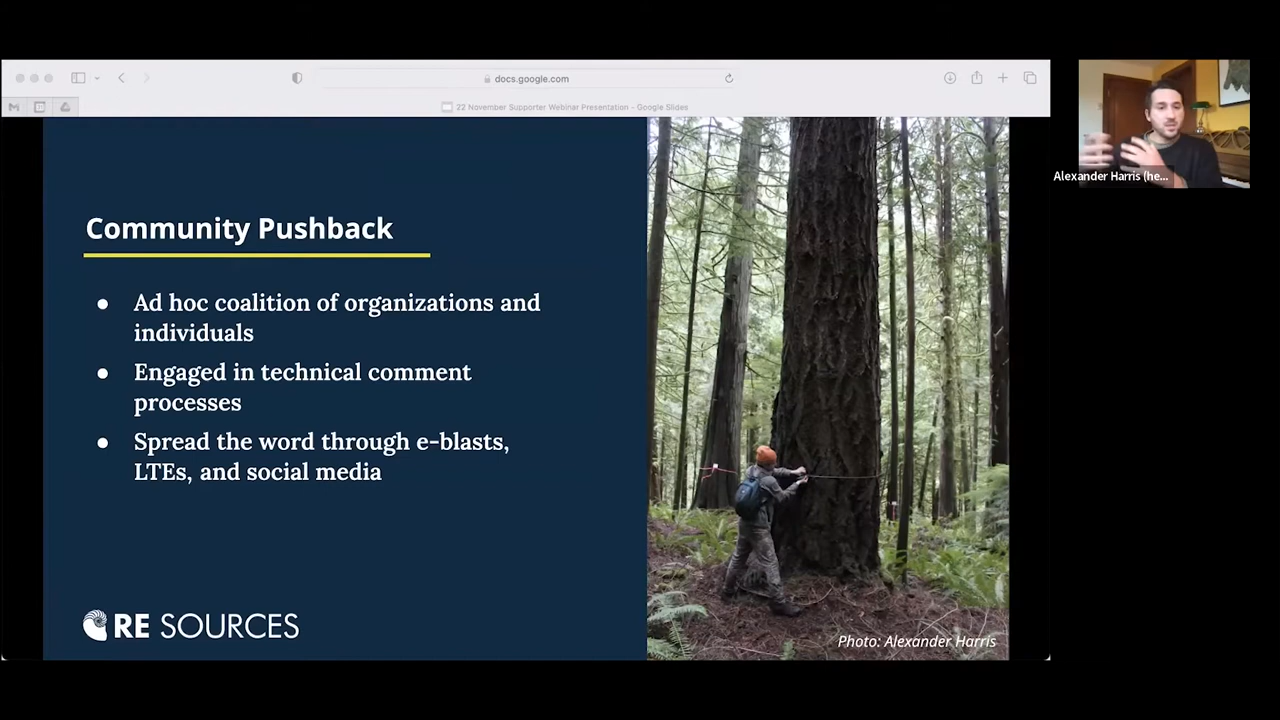 docs.google.com
22 November Supporter Webinar Presentation - Google Slides
Alexander Harris (he...
Community Pushback
Ad hoc coalition of organizations and
individuals
Engaged in technical comment
processes
Spread the word through e-blasts,
LTEs, and social media
RE SOURCES
Photo: Alexander Harris